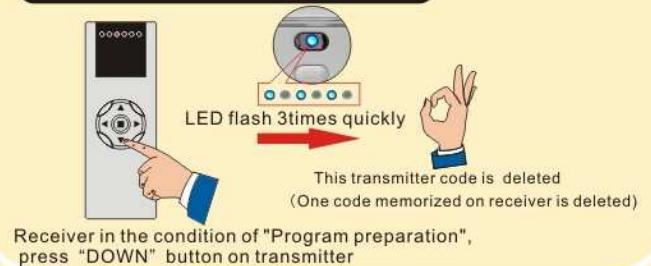 LED flash 3times quickly
This transmitter code is deleted
（One code memorized on receiver is deleted)
Receiver in the condition of "Program preparation",
press “DOWN” button on transmitter